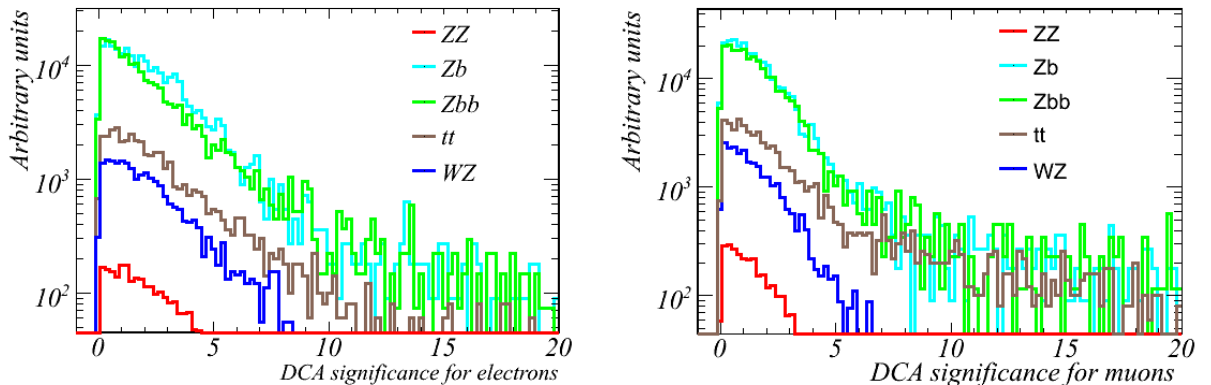 Arbitrary units
10^4
10^3
10^2
ZZ
Zb
Zbb
tt
WZ
0 5 10 15 20
DCA significance for electrons
Arbitrary units
10^4
10^3
10^2
ZZ
Zb
Zbb
tt
WZ
0 5 10 15 20
DCA significance for muons